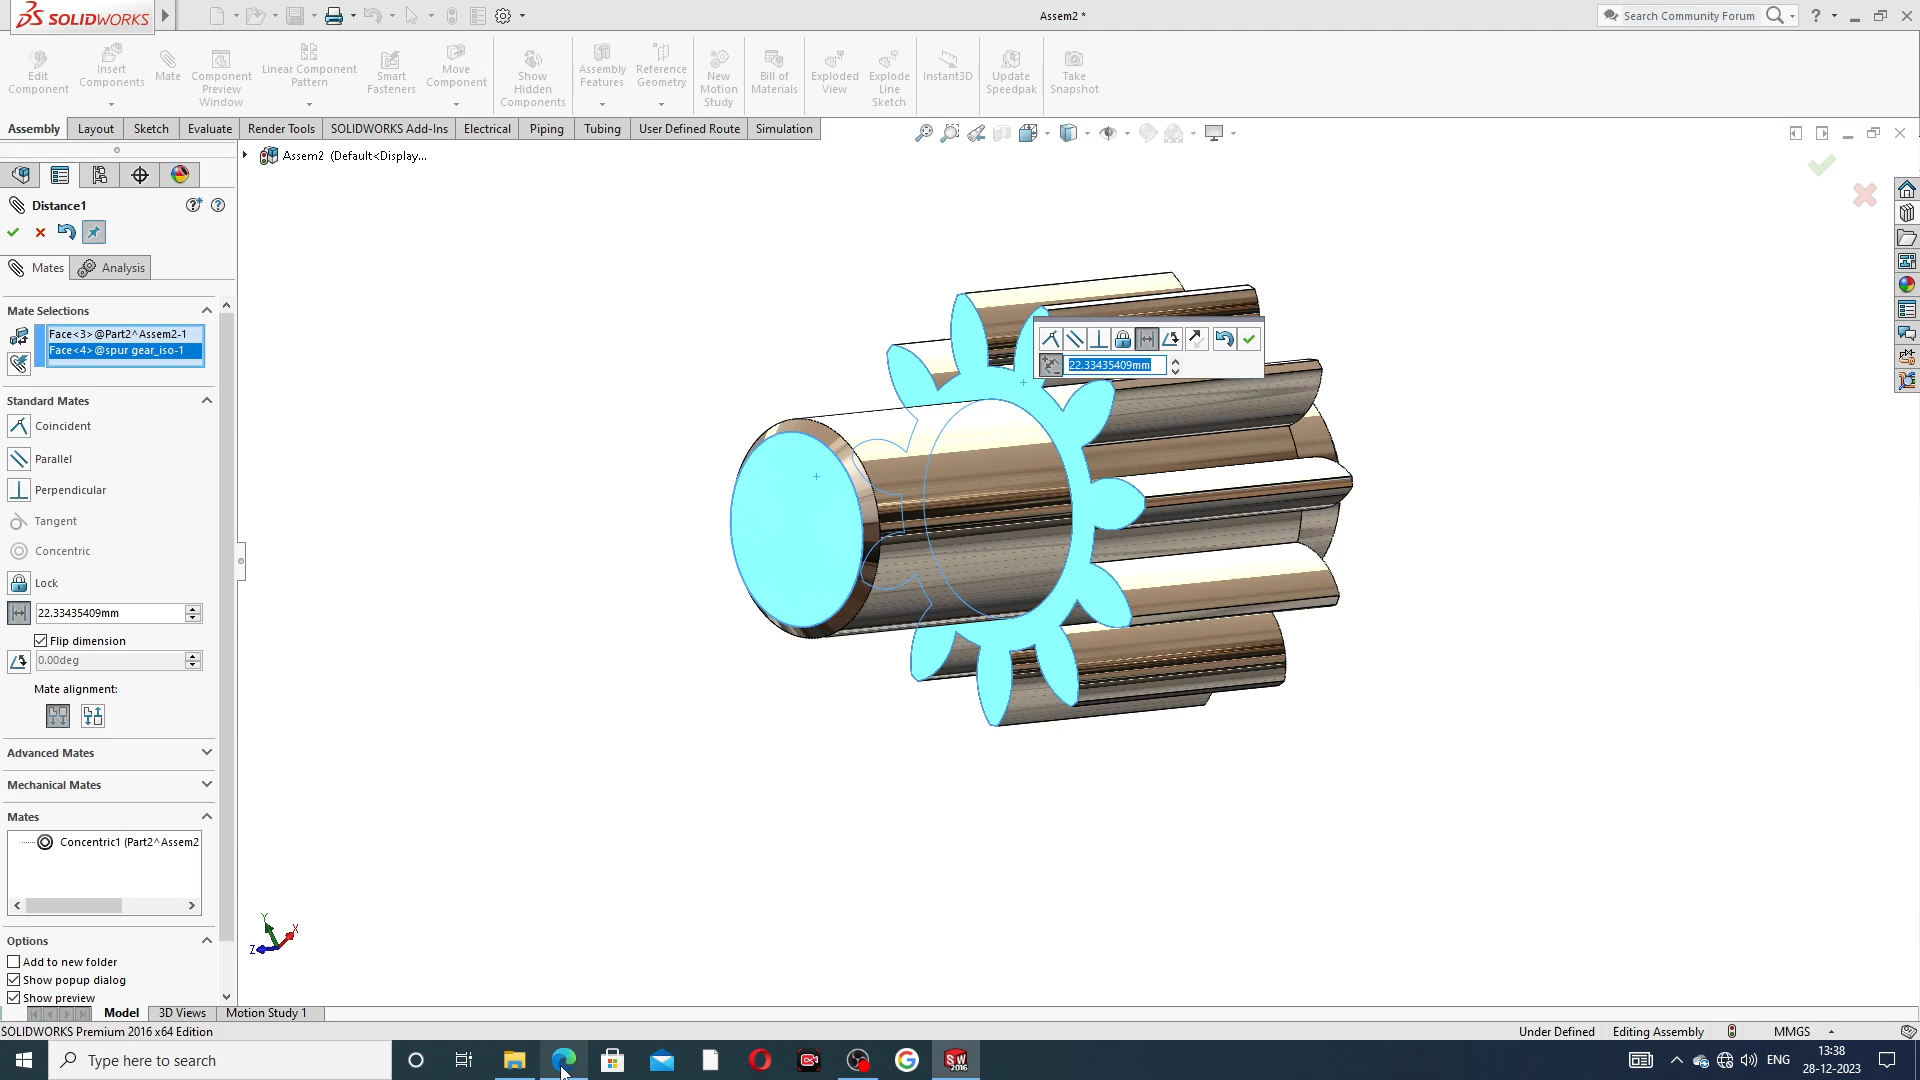 SOLIDWORKS
Assem2 *
Search Community Forum
?
Edit Component
Insert Components
Mate
Component Preview Window
Linear Component Pattern
Smart Fasteners
Move Component
Show Hidden Components
Assembly Features
Reference Geometry
New Motion Study
Bill of Materials
Exploded View
Explode Line Sketch
Instant3D
Update Speedpak
Take Snapshot
Assembly
Layout
Sketch
Evaluate
Render Tools
SOLIDWORKS Add-Ins
Electrical
Piping
Tubing
User Defined Route
Simulation
Assem2 (Default<Display...
Distance1
Mates
Analysis
Mate Selections
Face<3>@Part2^Assem2-1
Face<4>@spur gear_iso-1
22.33435409mm
Standard Mates
Coincident
Parallel
Perpendicular
Tangent
Concentric
Lock
22.33435409mm
Flip dimension
0.00deg
Mate alignment:
Advanced Mates
Mechanical Mates
Mates
Concentric1 (Part2^Assem2
Options
Add to new folder
Show popup dialog
Show preview
Y
X
Z
Model
3D Views
Motion Study 1
SOLIDWORKS Premium 2016 x64 Edition
Under Defined
Editing Assembly
MMGS
Type here to search
SW
2016
ENG
13:38
28-12-2023